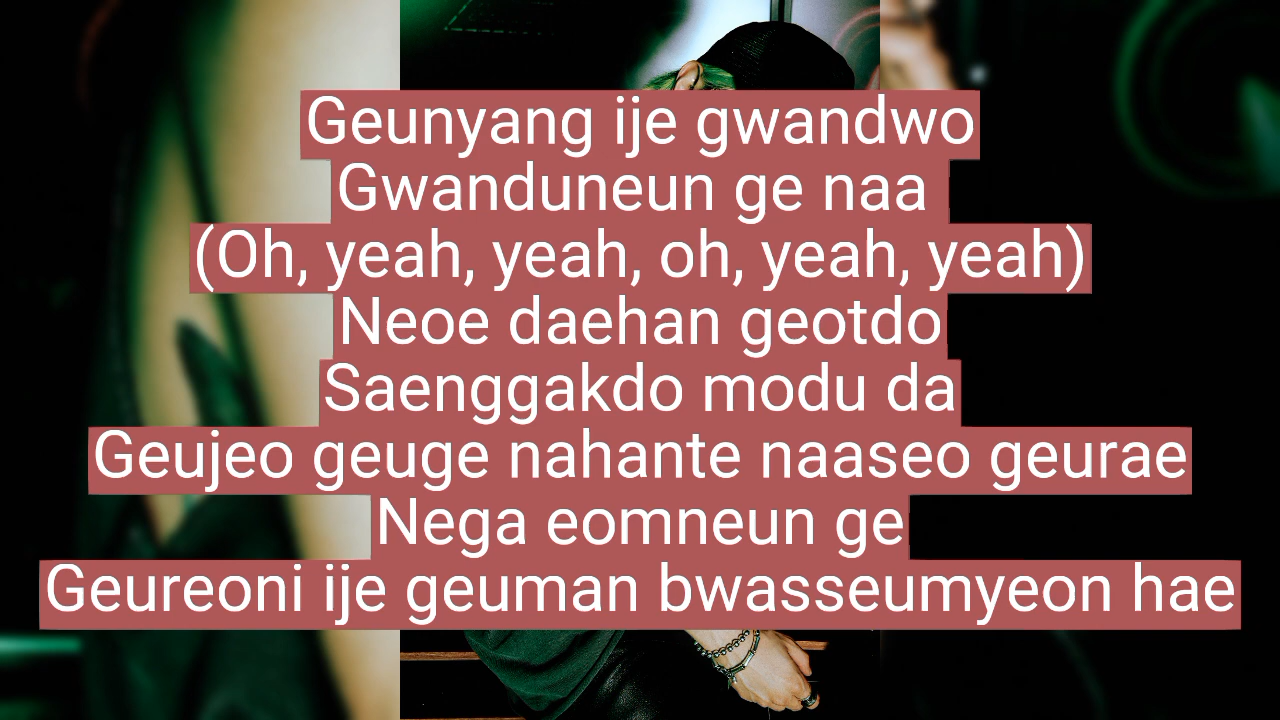 Geunyang ije gwandwo
Gwanduneun ge naa
(Oh, yeah, yeah, oh, yeah, yeah)
Neoe daehan geotdo
Saenggakdo modu da
Geujeo geuge nahante naaseo geurae
Nega eomneun ge
Geureoni ije geuman bwasseumyeon hae